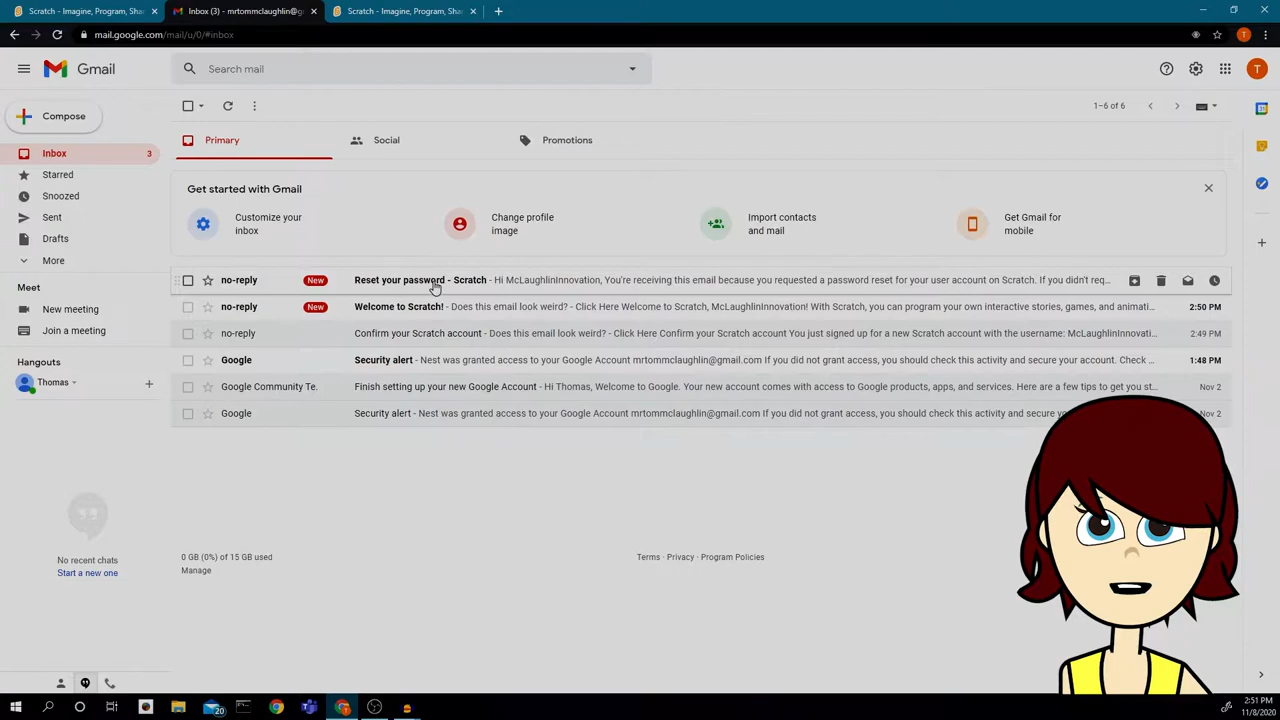 Scratch - Imagine, Program, Shar
Inbox (3) - mrtommclaughlin@g
Scratch - Imagine, Program, Shar
mail.google.com/mail/u/0/#inbox
T
Gmail
Search mail
T
Compose
1–6 of 6
Inbox 3
Primary
Social
Promotions
Starred
Snoozed
Sent
Drafts
More
Get started with Gmail
Customize your inbox
Change profile image
Import contacts and mail
Get Gmail for mobile
no-reply New Reset your password - Scratch - Hi McLaughlinInnovation, You're receiving this email because you requested a password reset for your user account on Scratch. If you didn't req...
no-reply New Welcome to Scratch! - Does this email look weird? - Click Here Welcome to Scratch, McLaughlinInnovation! With Scratch, you can program your own interactive stories, games, and animati... 2:50 PM
no-reply Confirm your Scratch account - Does this email look weird? - Click Here Confirm your Scratch account You just signed up for a new Scratch account with the username: McLaughlinInnovati... 2:49 PM
Google Security alert - Nest was granted access to your Google Account mrtommclaughlin@gmail.com If you did not grant access, you should check this activity and secure your account. Check ... 1:48 PM
Google Community Te. Finish setting up your new Google Account - Hi Thomas, Welcome to Google. Your new account comes with access to Google products, apps, and services. Here are a few tips to get you st... Nov 2
Google Security alert - Nest was granted access to your Google Account mrtommclaughlin@gmail.com If you did not grant access, you should check this activity and secure Nov 2
Meet
New meeting
Join a meeting
Hangouts
Thomas
No recent chats
Start a new one
0 GB (0%) of 15 GB used
Manage
Terms · Privacy · Program Policies
20
2:51 PM
11/8/2020